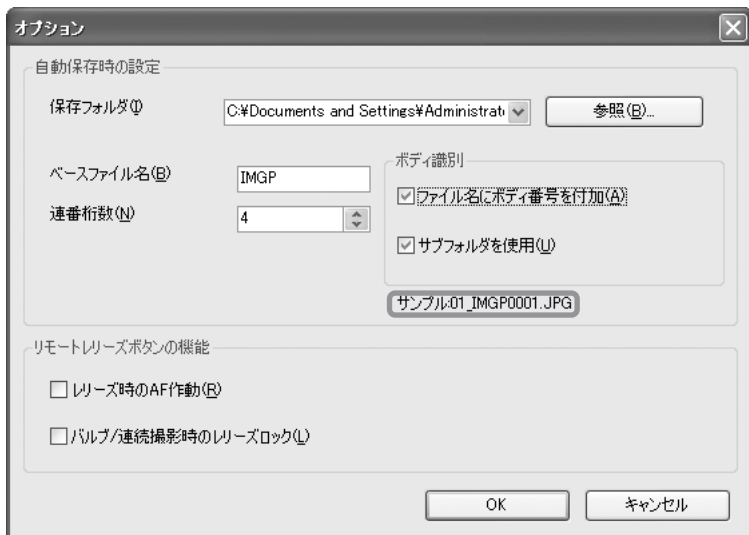 オプション
自動保存時の設定
保存フォルダ(I)
C:¥Documents and Settings¥Administrat
参照(B)...
ベースファイル名(B)
IMGP
連番桁数(N)
4
ボディ識別
ファイル名にボディ番号を付加(A)
サブフォルダを使用(U)
サンプル:01_IMGP0001.JPG
リモートレリーズボタンの機能
レリーズ時のAF作動(R)
バルブ/連続撮影時のレリーズロック(L)
OK
キャンセル